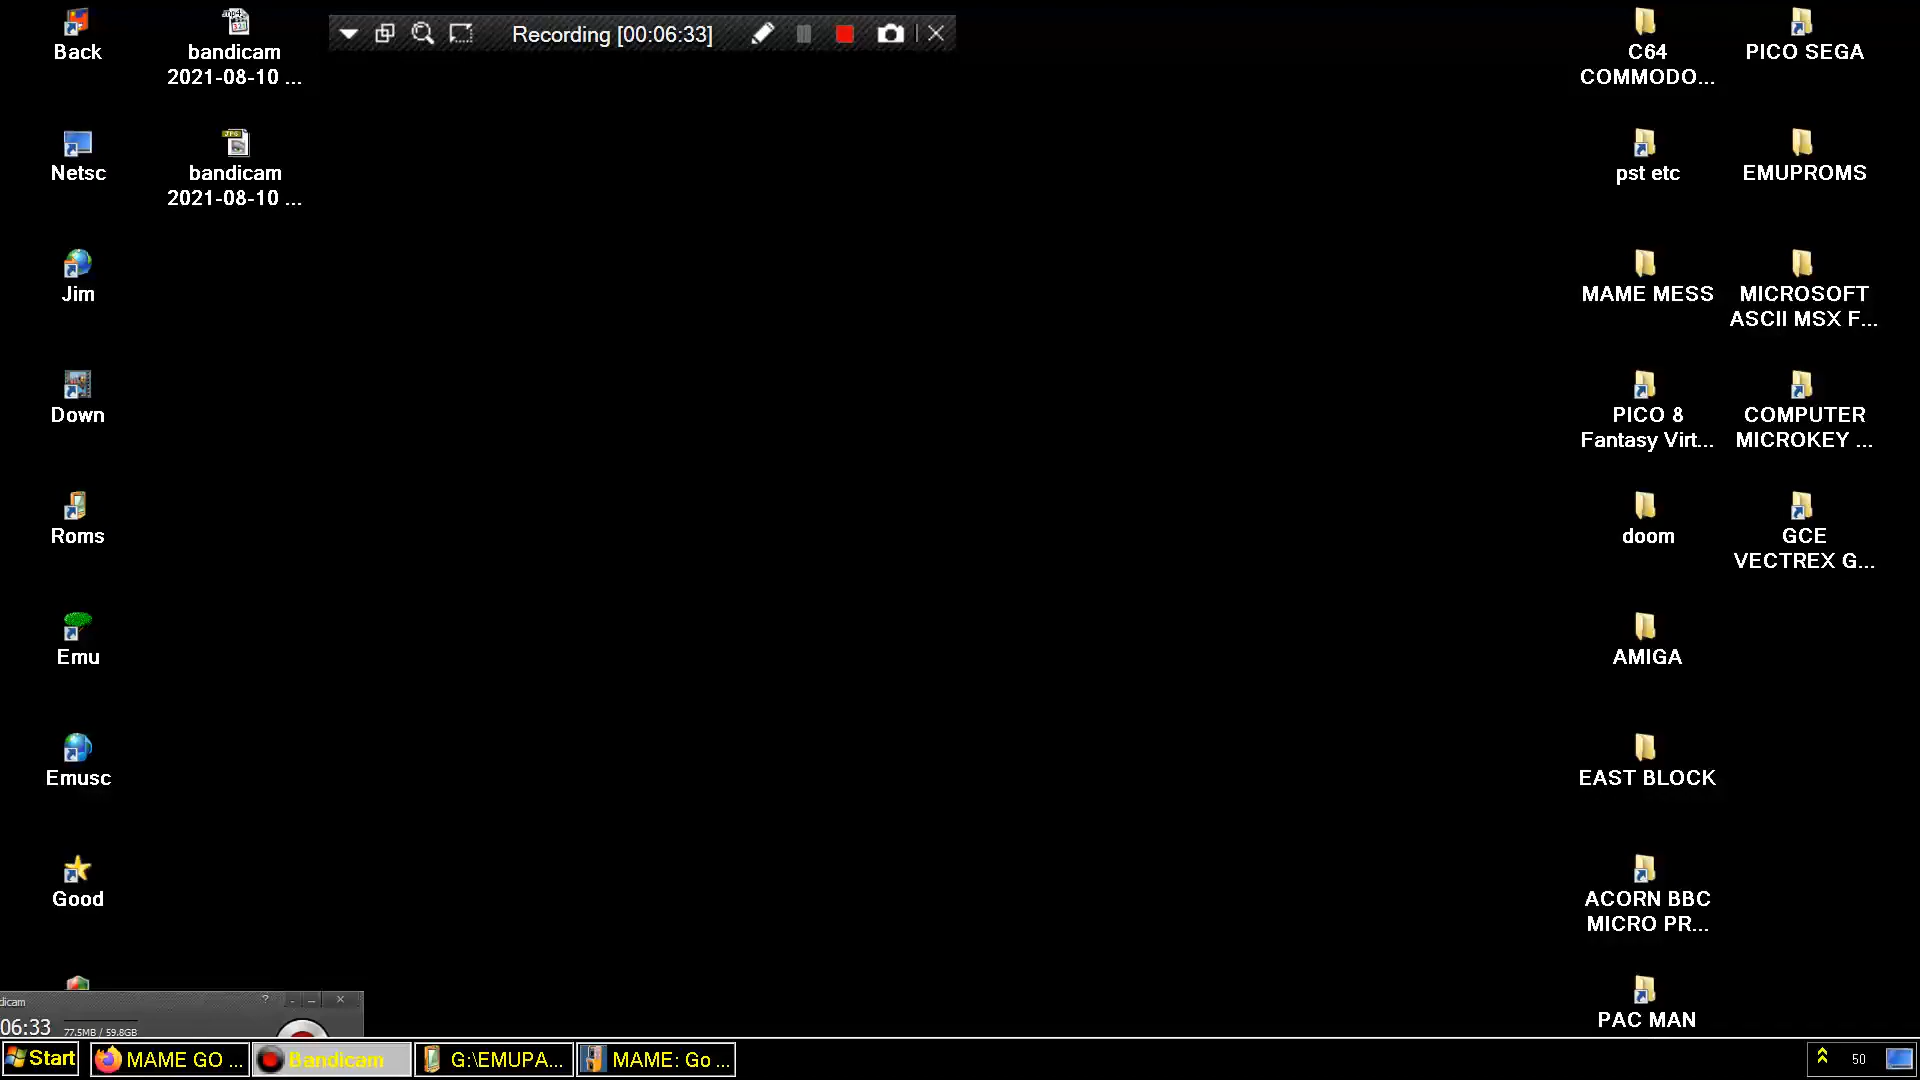 Recording [00:06:33]
Back
Netsc
Jim
Down
Roms
Emu
Emusc
Good
MP4
321
bandicam
2021-08-10 ...
JPG
bandicam
2021-08-10 ...
C64
COMMODO...
pst etc
MAME MESS
PICO 8
Fantasy Virt...
doom
AMIGA
EAST BLOCK
ACORN BBC
MICRO PR...
PAC MAN
PICO SEGA
EMUPROMS
MICROSOFT
ASCII MSX F...
COMPUTER
MICROKEY ...
GCE
VECTREX G...
dicam
?
06:33
77.5MB / 59.8GB
Start
MAME GO ...
Bandicam
G:\EMUPA...
MAME: Go ...
50